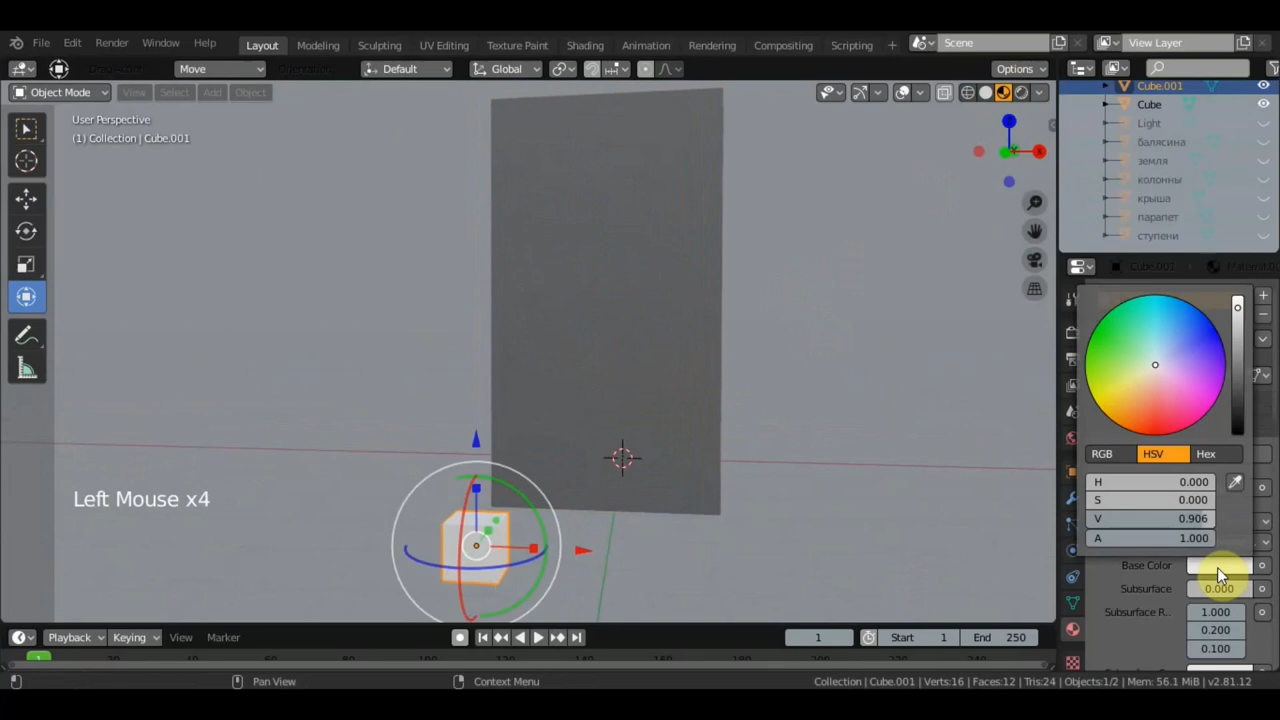 File Edit Render Window Help Layout Modeling Sculpting UV Editing Texture Paint Shading Animation Rendering Compositing Scripting + Scene View Layer
Move Default Global Options
Object Mode View Select Add Object
Cube.001
Cube
Light
балясина
земля
колонны
крыша
парапет
ступени
User Perspective
(1) Collection | Cube.001
X
Cube.001
RGB HSV Hex
H 0.000
S 0.000
V 0.906
A 1.000
Base Color
Subsurface 0.000
Subsurface R.. 1.000
0.200
0.100
Left Mouse x4
Playback Keying View Marker 1 Start 1 End 250
1
Pan View Context Menu Collection | Cube.001 | Verts:16 | Faces:12 | Tris:24 | Objects:1/2 | Mem: 56.1 MiB | v2.81.12